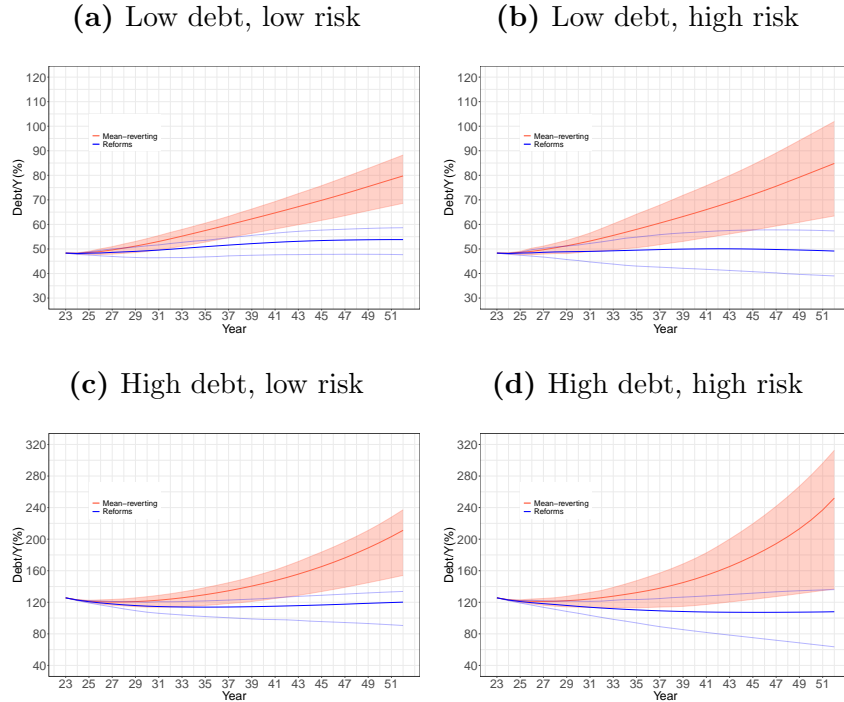 (a) Low debt, low risk
120
110
100
90
80
70
60
50
40
30
Debt/Y(%)
Mean−reverting
Reforms
23 25 27 29 31 33 35 37 39 41 43 45 47 49 51
Year
(b) Low debt, high risk
120
110
100
90
80
70
60
50
40
30
Debt/Y(%)
Mean−reverting
Reforms
23 25 27 29 31 33 35 37 39 41 43 45 47 49 51
Year
(c) High debt, low risk
320
280
240
200
160
120
80
40
Debt/Y(%)
Mean−reverting
Reforms
23 25 27 29 31 33 35 37 39 41 43 45 47 49 51
Year
(d) High debt, high risk
320
280
240
200
160
120
80
40
Debt/Y(%)
Mean−reverting
Reforms
23 25 27 29 31 33 35 37 39 41 43 45 47 49 51
Year